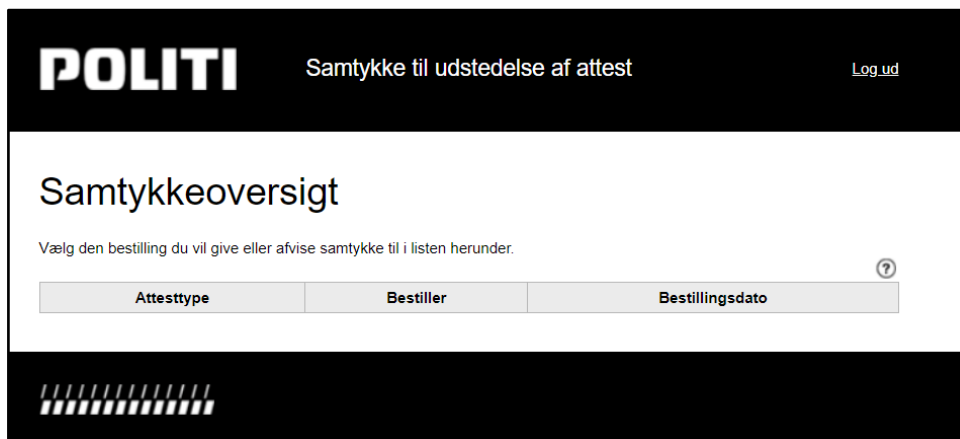 POLITI Samtykke til udstedelse af attest Log ud
Samtykkeoversigt
Vælg den bestilling du vil give eller afvise samtykke til i listen herunder.
?
Attesttype Bestiller Bestillingsdato